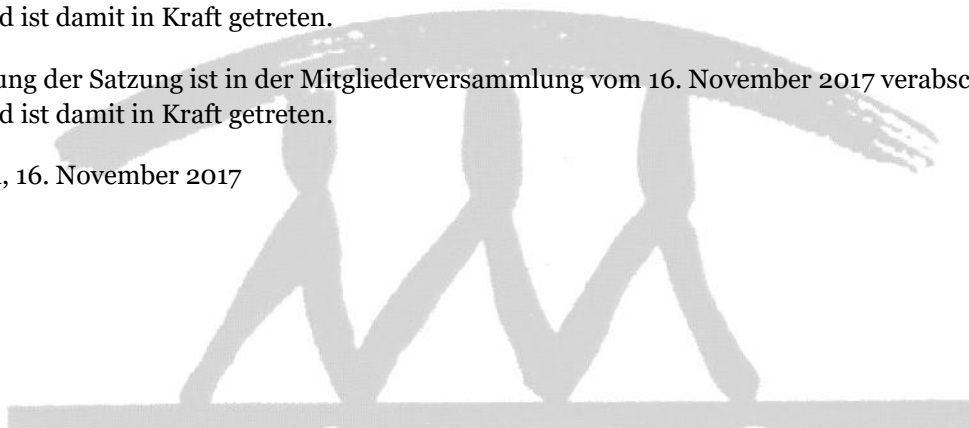 d ist damit in Kraft getreten.
ung der Satzung ist in der Mitgliederversammlung vom 16. November 2017 verabsc
d ist damit in Kraft getreten.
, 16. November 2017